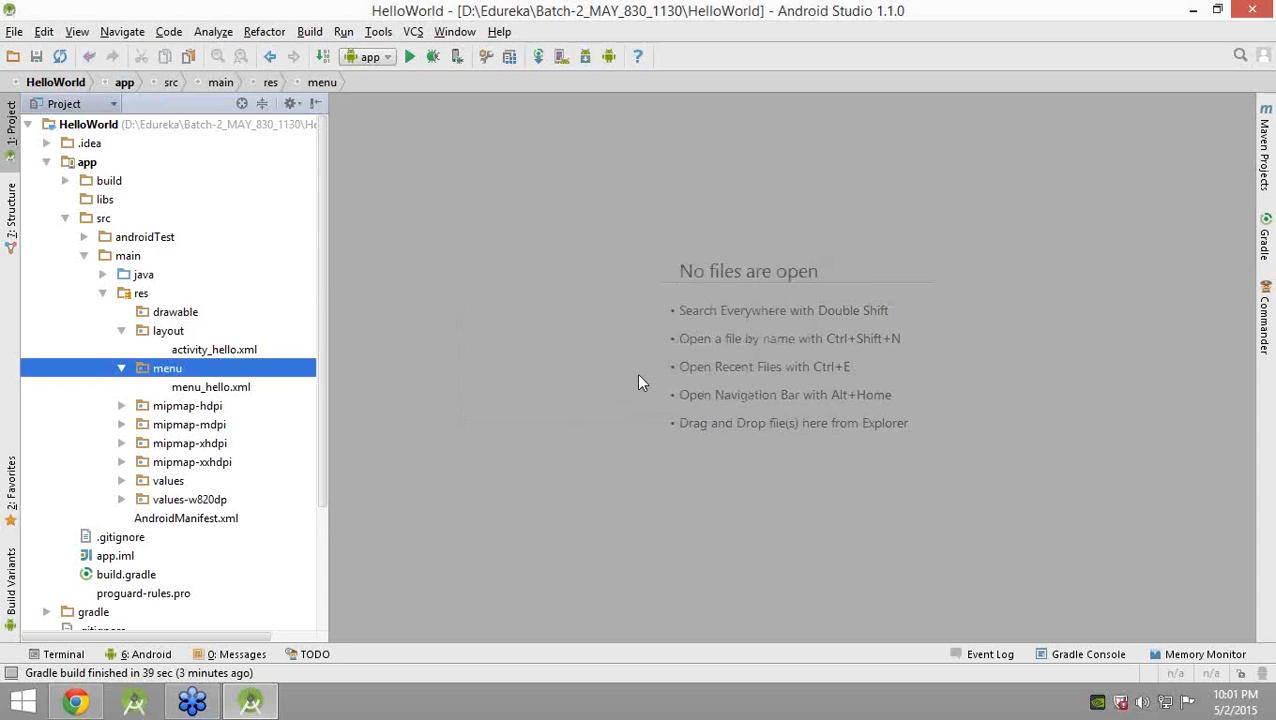 HelloWorld - [D:\Edureka\Batch-2_MAY_830_1130\HelloWorld] - Android Studio 1.1.0
File Edit View Navigate Code Analyze Refactor Build Run Tools VCS Window Help
app
HelloWorld app src main res menu
Project
HelloWorld (D:\Edureka\Batch-2_MAY_830_1130\He
.idea
app
build
libs
src
androidTest
main
java
res
drawable
layout
activity_hello.xml
menu
menu_hello.xml
mipmap-hdpi
mipmap-mdpi
mipmap-xhdpi
mipmap-xxhdpi
values
values-w820dp
AndroidManifest.xml
.gitignore
app.iml
build.gradle
proguard-rules.pro
gradle
.gitignore
1: Project
7: Structure
2: Favorites
Build Variants
No files are open
• Search Everywhere with Double Shift
• Open a file by name with Ctrl+Shift+N
• Open Recent Files with Ctrl+E
• Open Navigation Bar with Alt+Home
• Drag and Drop file(s) here from Explorer
Maven Projects
Gradle
Commander
Terminal 6: Android 0: Messages TODO Event Log Gradle Console Memory Monitor
Gradle build finished in 39 sec (3 minutes ago) n/a n/a
10:01 PM
5/2/2015